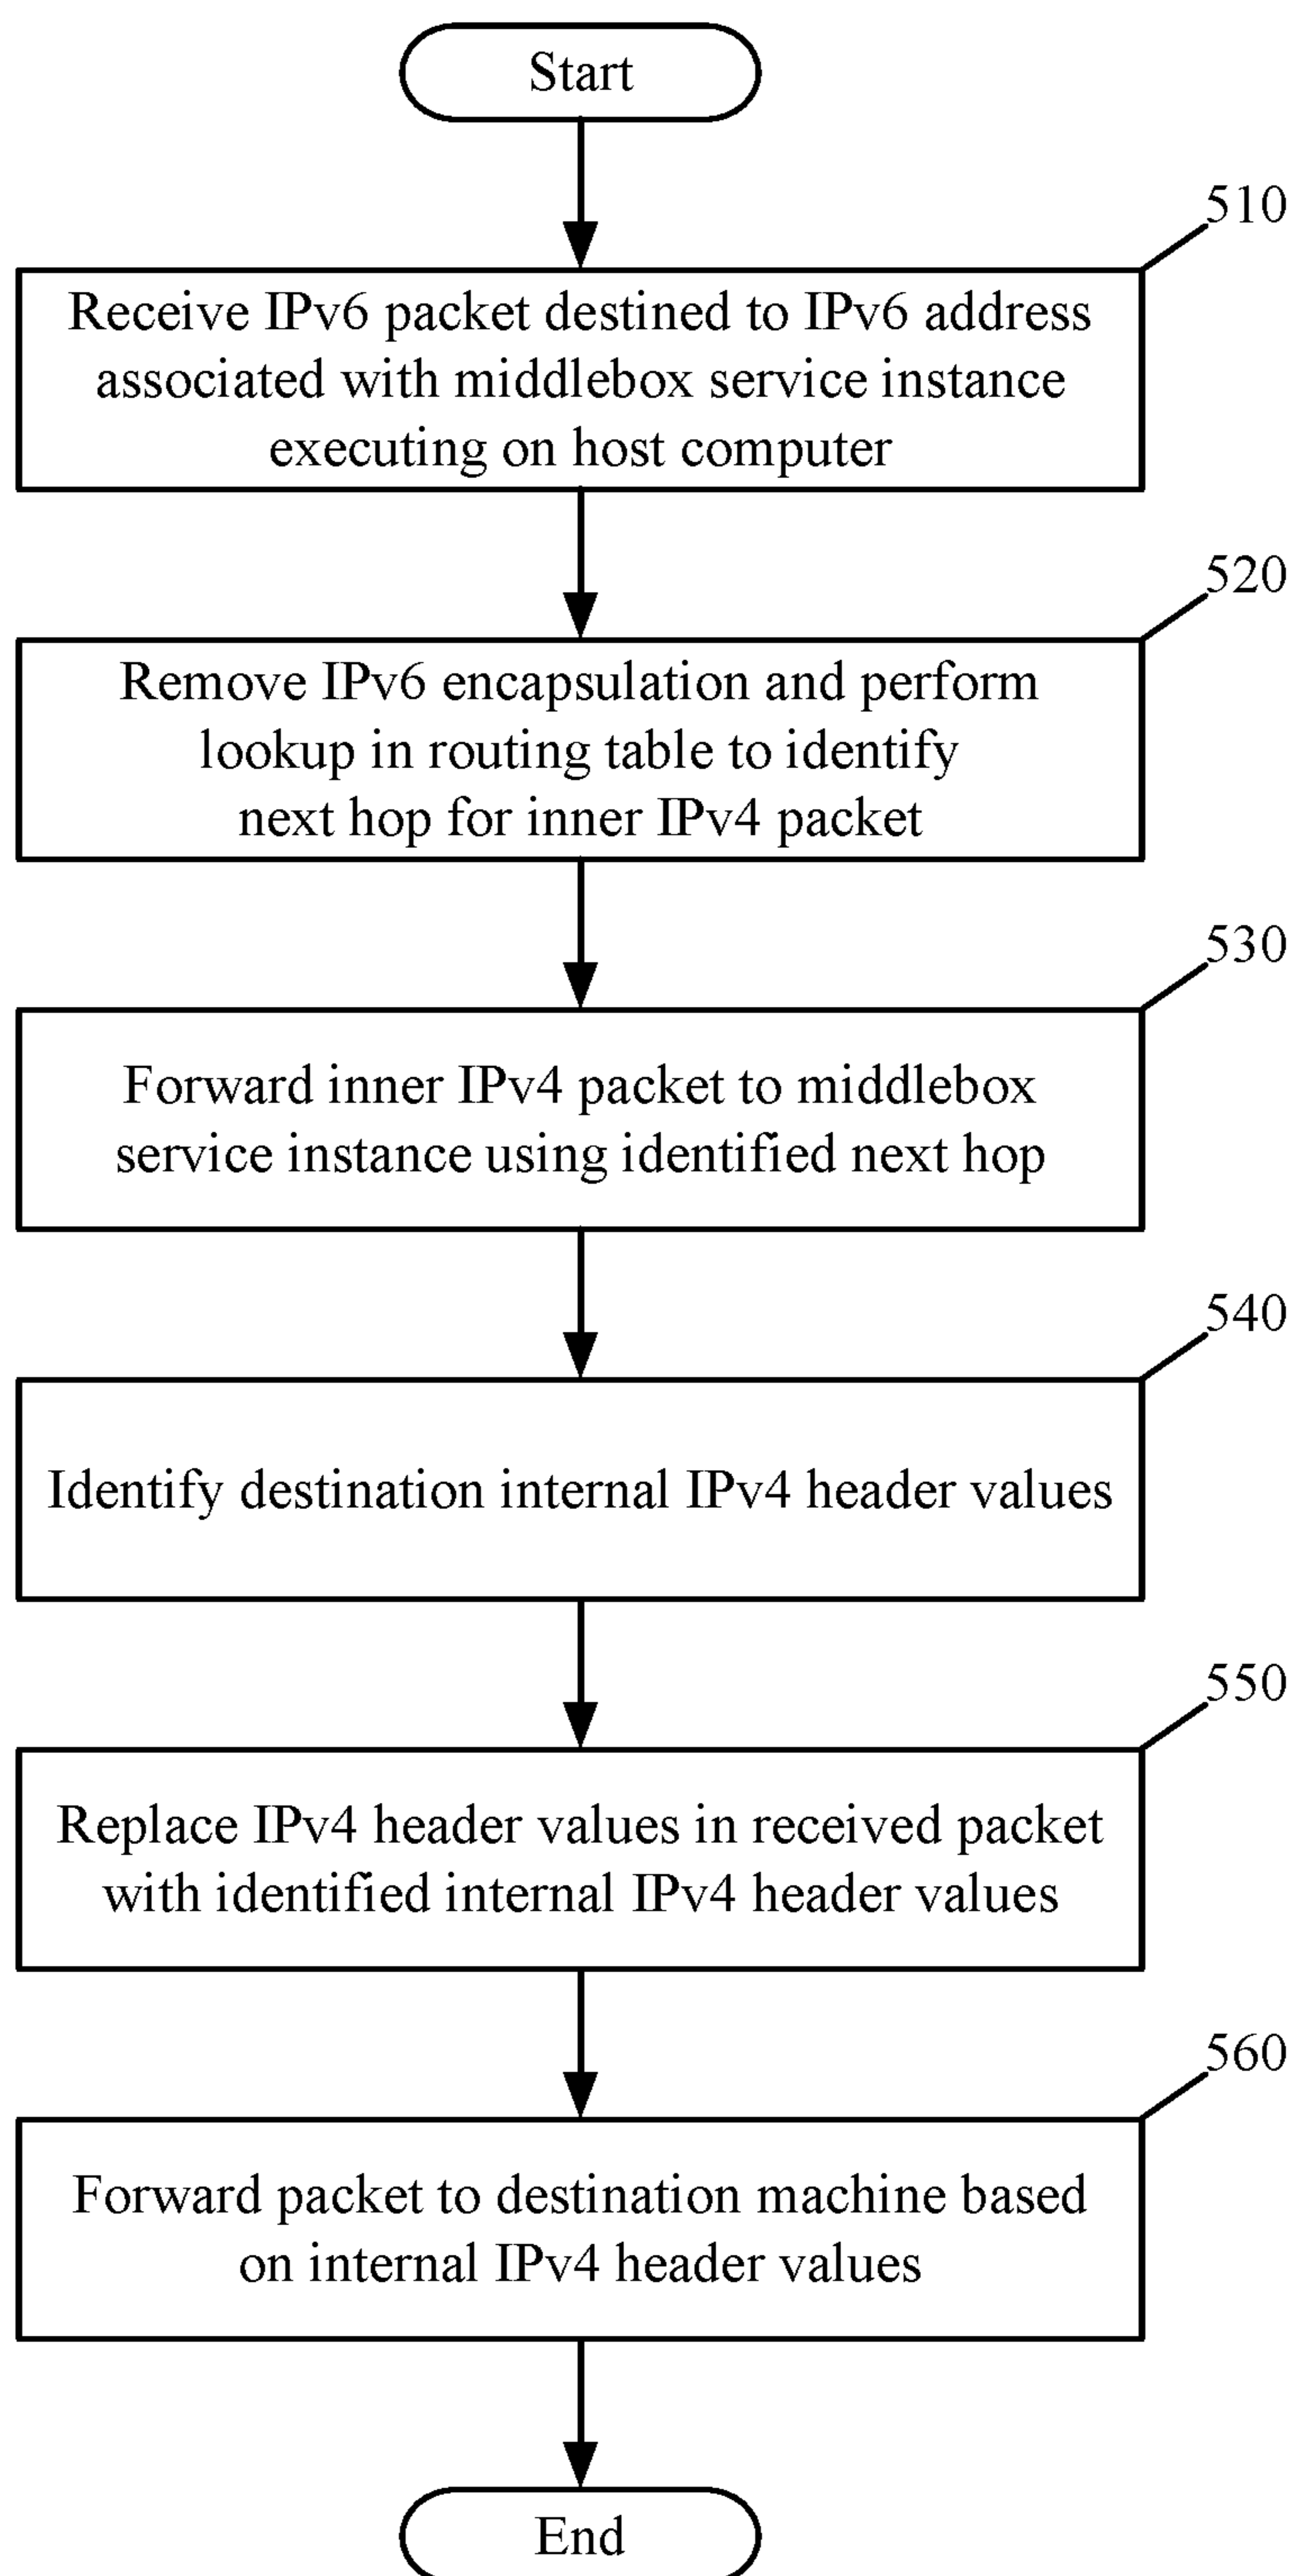 Start
510
Receive IPv6 packet destined to IPv6 address
associated with middlebox service instance
executing on host computer
520
Remove IPv6 encapsulation and perform
lookup in routing table to identify
next hop for inner IPv4 packet
530
Forward inner IPv4 packet to middlebox
service instance using identified next hop
540
Identify destination internal IPv4 header values
550
Replace IPv4 header values in received packet
with identified internal IPv4 header values
560
Forward packet to destination machine based
on internal IPv4 header values
End